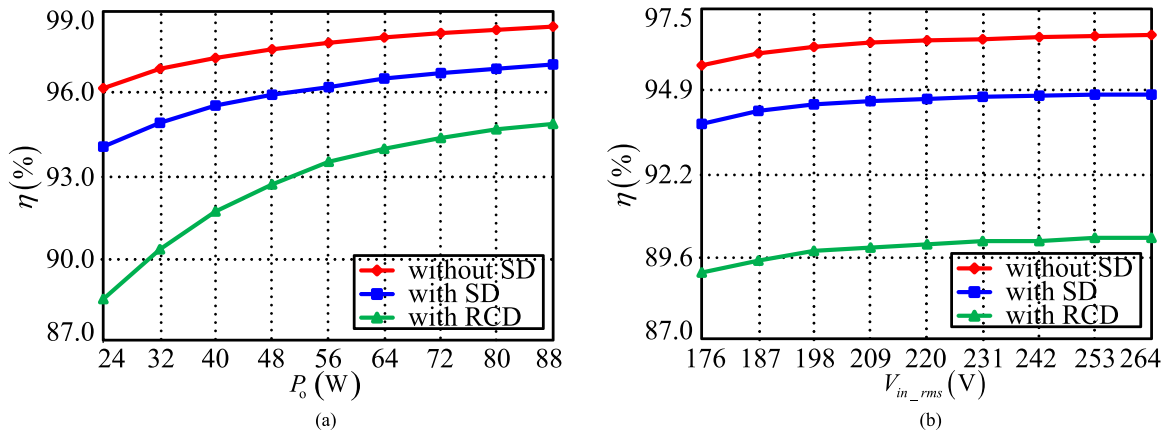 99.0
96.0
93.0
90.0
87.0
η (%)
without SD
with SD
with RCD
24 32 40 48 56 64 72 80 88
Po (W)
(a)
97.5
94.9
92.2
89.6
87.0
η (%)
without SD
with SD
with RCD
176 187 198 209 220 231 242 253 264
Vin_rms (V)
(b)